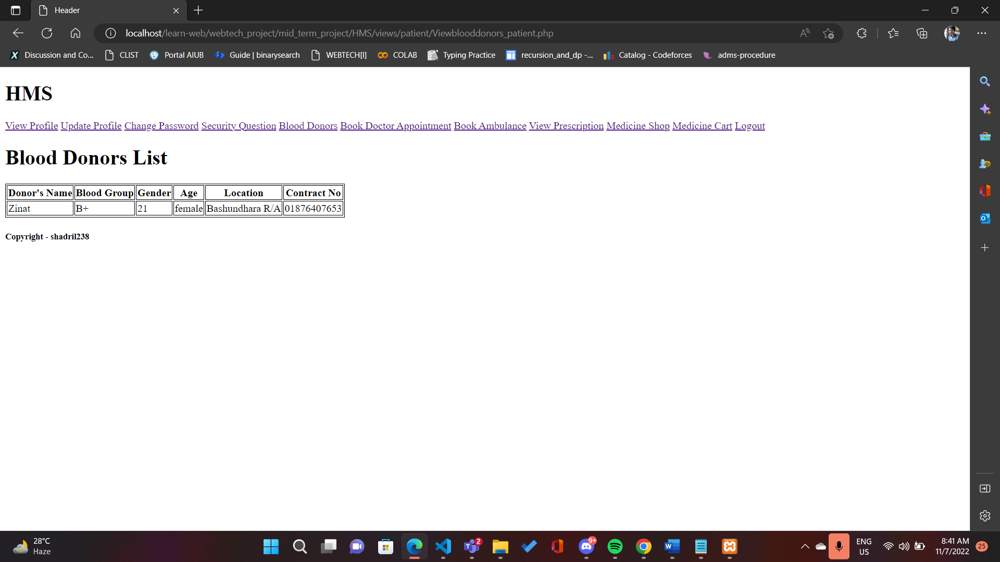 Header
localhost/learn-web/webtech_project/mid_term_project/HMS/views/patient/Viewblooddonors_patient.php
Discussion and Co... CLIST Portal AIUB Guide | binarysearch WEBTECH[I] COLAB Typing Practice recursion_and_dp -... Catalog - Codeforces adms-procedure
HMS
View Profile Update Profile Change Password Security Question Blood Donors Book Doctor Appointment Book Ambulance View Prescription Medicine Shop Medicine Cart Logout
Blood Donors List
Donor's Name Blood Group Gender Age Location Contract No
Zinat B+ 21 female Bashundhara R/A 01876407653
Copyright - shadril238
28°C
Haze
2
9+
ENG
US
8:41 AM
11/7/2022
25